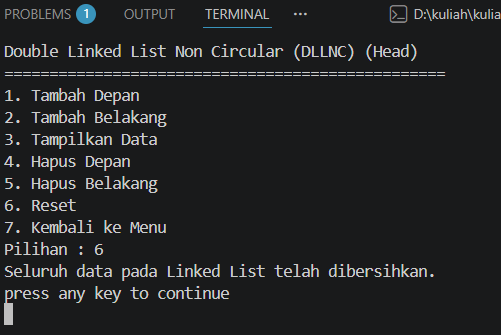 PROBLEMS 1 OUTPUT TERMINAL ··· D:\kuliah\kulia
Double Linked List Non Circular (DLLNC) (Head)
=================================================
1. Tambah Depan
2. Tambah Belakang
3. Tampilkan Data
4. Hapus Depan
5. Hapus Belakang
6. Reset
7. Kembali ke Menu
Pilihan : 6
Seluruh data pada Linked List telah dibersihkan.
press any key to continue